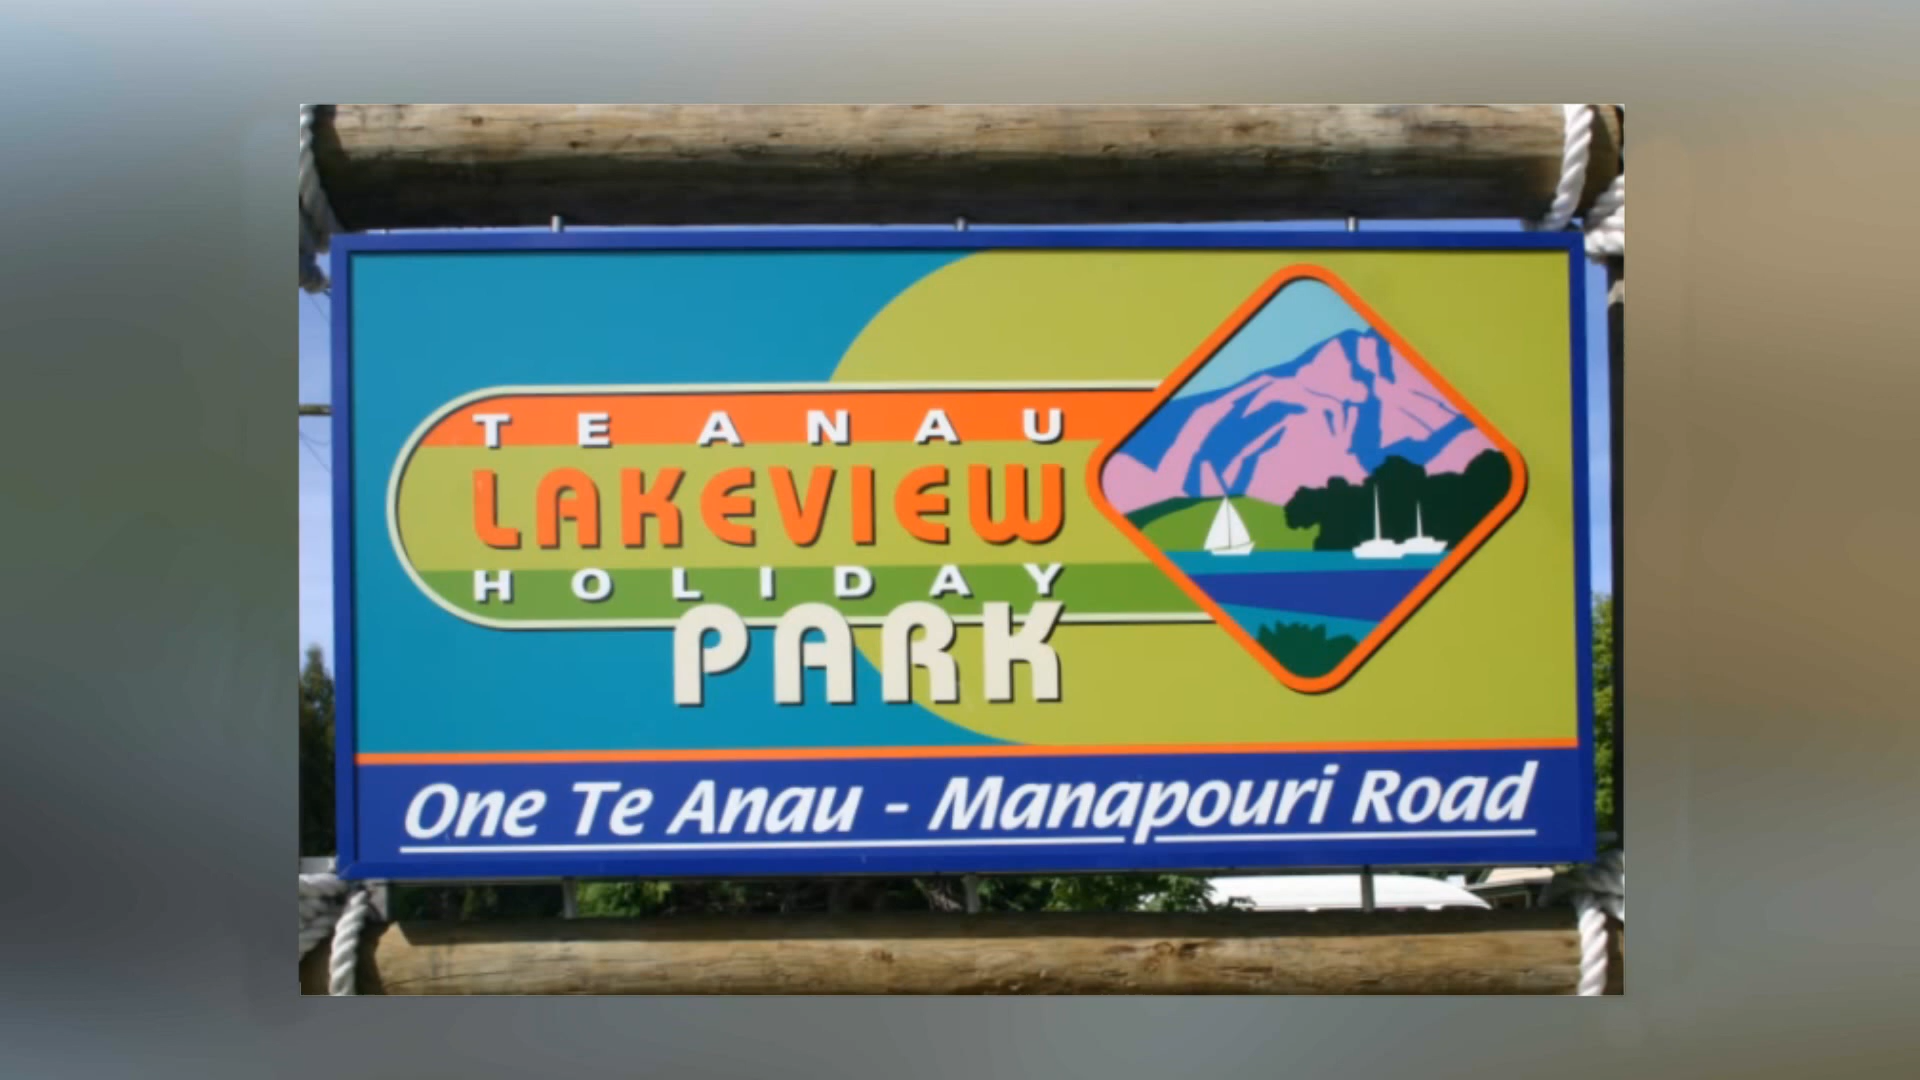 TE ANAU
LAKEVIEW
HOLIDAY
PARK
One Te Anau - Manapouri Road